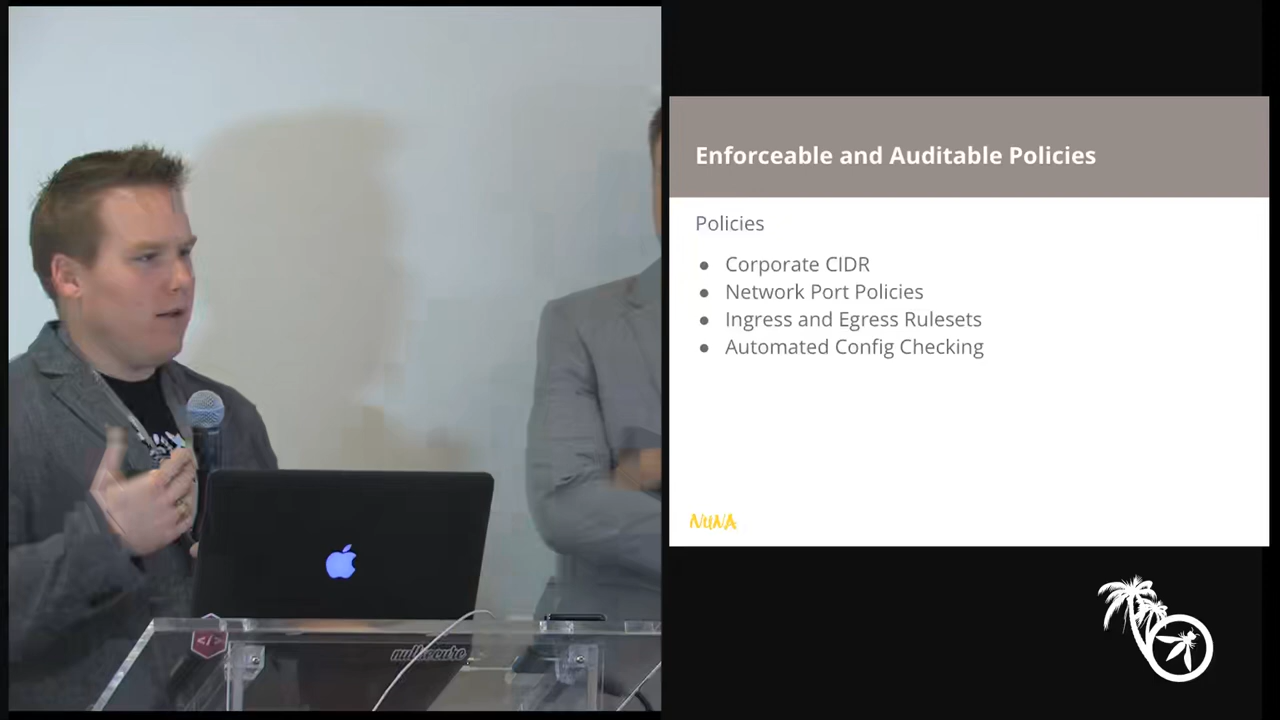 Enforceable and Auditable Policies
Policies
● Corporate CIDR
● Network Port Policies
● Ingress and Egress Rulesets
● Automated Config Checking
NUNA
</>